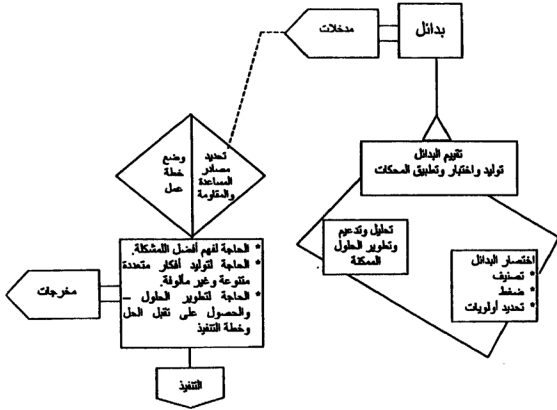 بدائل
مدخلات
تقييم البدائل
توليد واختبار وتطبيق المحكات
تحليل وتدعيم
وتطوير الحلول
الممكنة
اختصار البدائل
* تصنيف
* ضغط
* تحديد أولويات
تحديد
مصادر
المساعدة
والمقاومة
وضع
خطة
عمل
* الحاجة لفهم أفضل للمشكلة.
* الحاجة لتوليد أفكار متعددة
متنوعة وغير مألوفة.
* الحاجة لتطوير الحلول –
والحصول على تقبل الحل
وخطة التنفيذ
مخرجات
التنفيذ